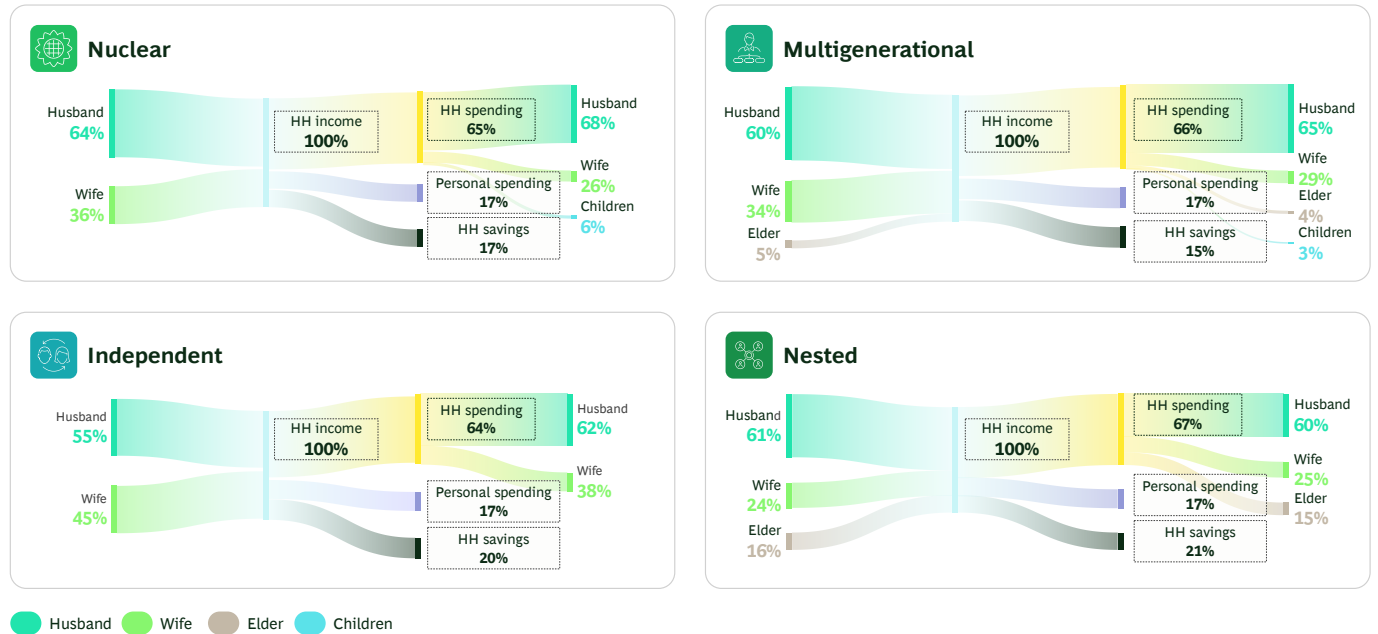 Nuclear
Husband
64%
Wife
36%
HH income
100%
HH spending
65%
Personal spending
17%
HH savings
17%
Husband
68%
Wife
26%
Children
6%
Multigenerational
Husband
60%
Wife
34%
Elder
5%
HH income
100%
HH spending
66%
Personal spending
17%
HH savings
15%
Husband
65%
Wife
29%
Elder
4%
Children
3%
Independent
Husband
55%
Wife
45%
HH income
100%
HH spending
64%
Personal spending
17%
HH savings
20%
Husband
62%
Wife
38%
Nested
Husband
61%
Wife
24%
Elder
16%
HH income
100%
HH spending
67%
Personal spending
17%
HH savings
21%
Husband
60%
Wife
25%
Elder
15%
Husband Wife Elder Children